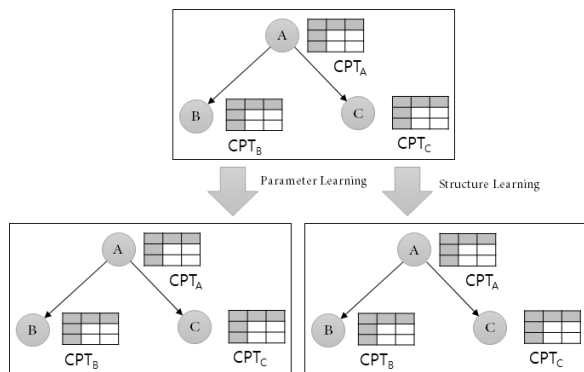 A
CPTA
B
CPTB
C
CPTC
Parameter Learning
Structure Learning
A
CPTA
B
CPTB
C
CPTC
A
CPTA
B
CPTB
C
CPTC